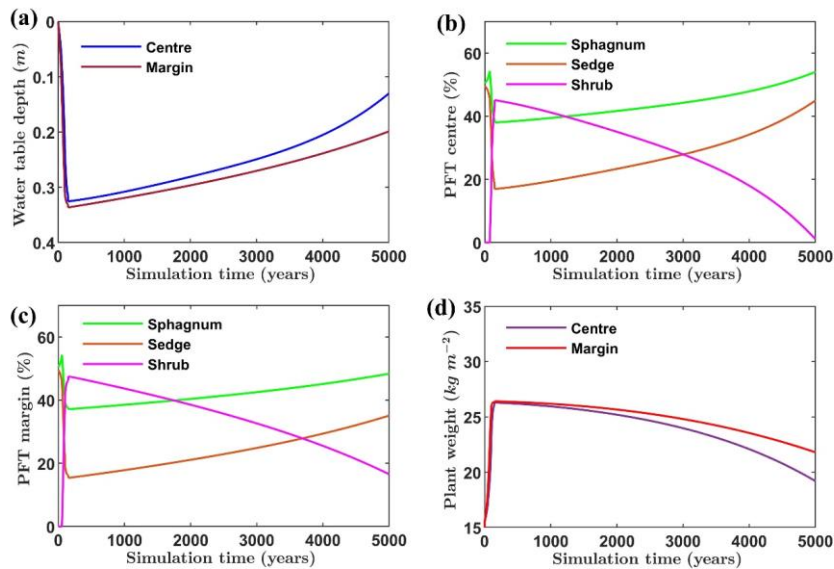 (a)
0
0.1
0.2
0.3
0.4
Water table depth (m)
Centre
Margin
0 1000 2000 3000 4000 5000
Simulation time (years)
(b)
60
40
20
0
PFT centre (%)
Sphagnum
Sedge
Shrub
0 1000 2000 3000 4000 5000
Simulation time (years)
(c)
60
40
20
0
PFT margin (%)
Sphagnum
Sedge
Shrub
0 1000 2000 3000 4000 5000
Simulation time (years)
(d)
35
30
25
20
15
Plant weight (kg m⁻²)
Centre
Margin
0 1000 2000 3000 4000 5000
Simulation time (years)